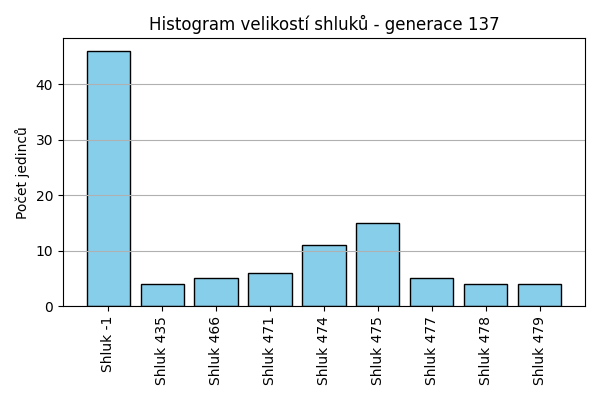 Histogram velikostí shluků - generace 137
Počet jedinců
40
30
20
10
0
Shluk -1
Shluk 435
Shluk 466
Shluk 471
Shluk 474
Shluk 475
Shluk 477
Shluk 478
Shluk 479